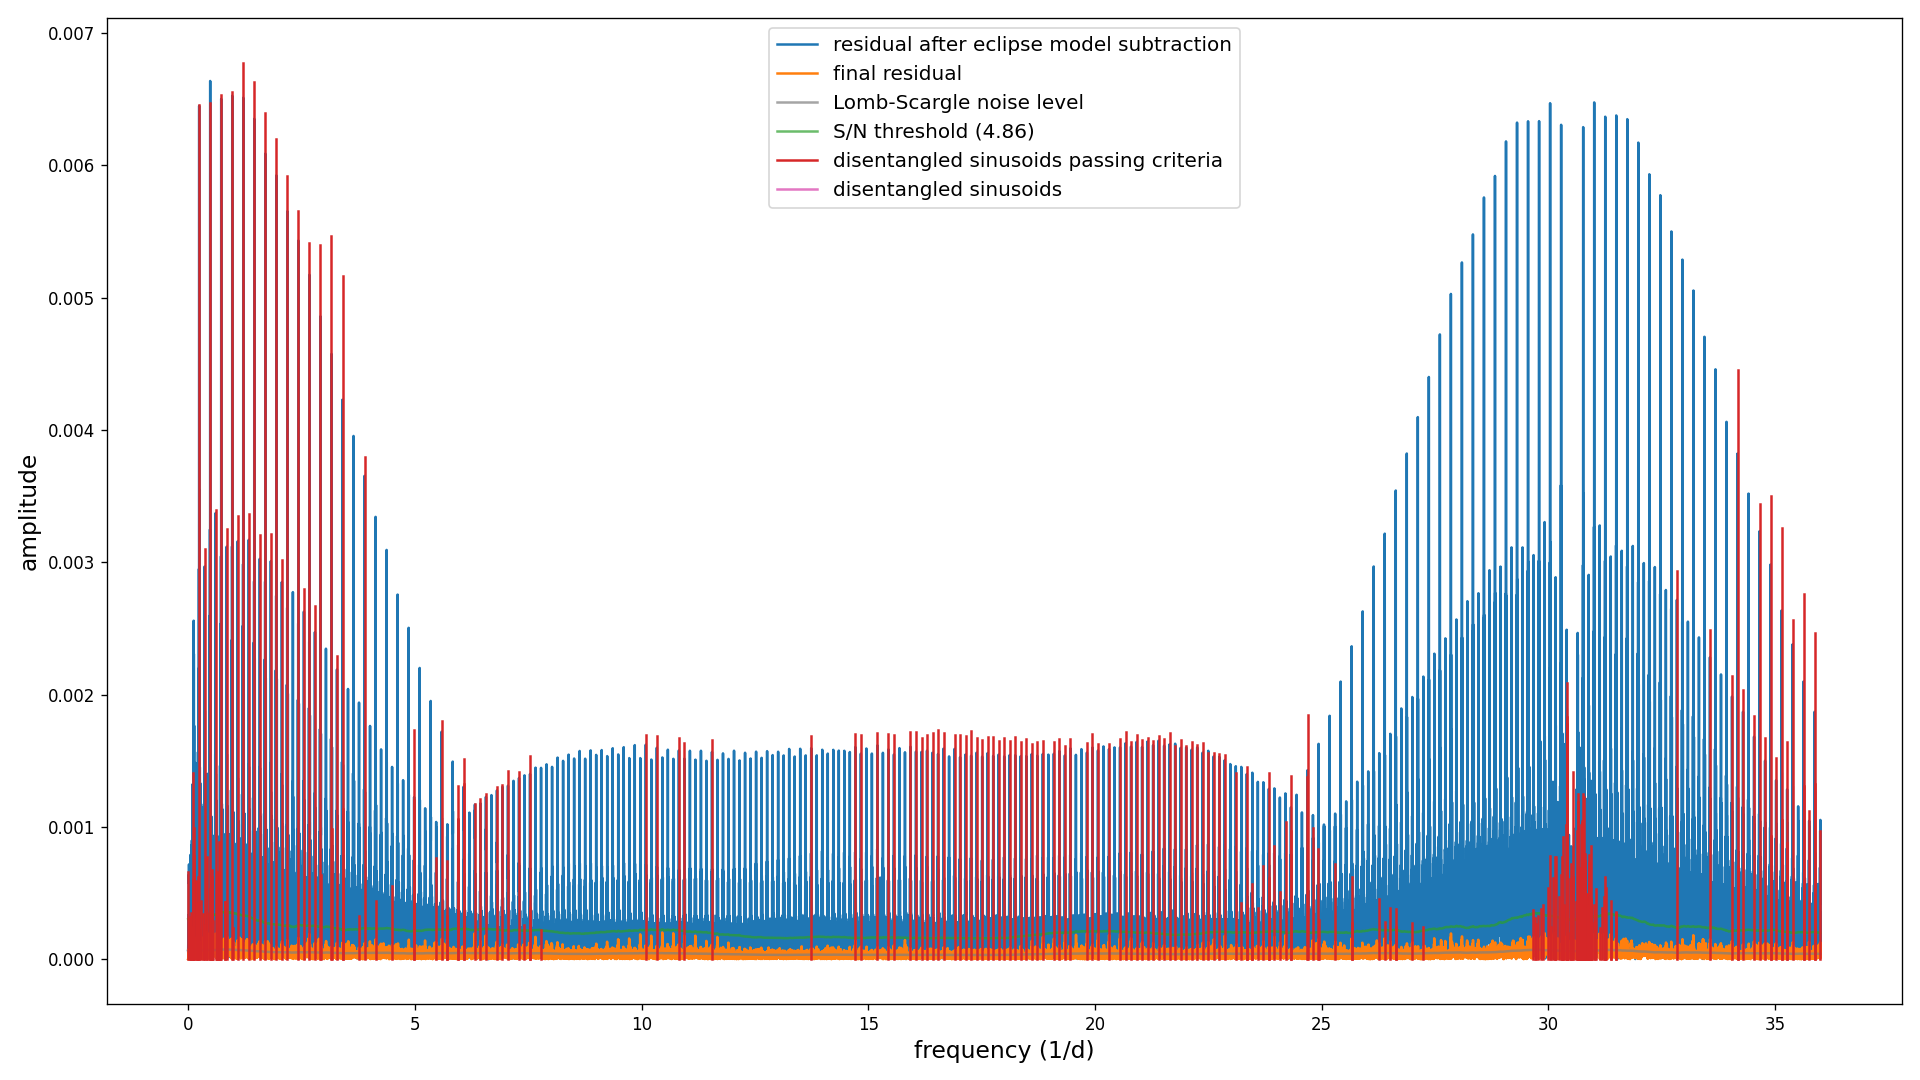 0.007
0.006
0.005
0.004
0.003
0.002
0.001
0.000
amplitude
residual after eclipse model subtraction
final residual
Lomb-Scargle noise level
S/N threshold (4.86)
disentangled sinusoids passing criteria
disentangled sinusoids
0 5 10 15 20 25 30 35
frequency (1/d)